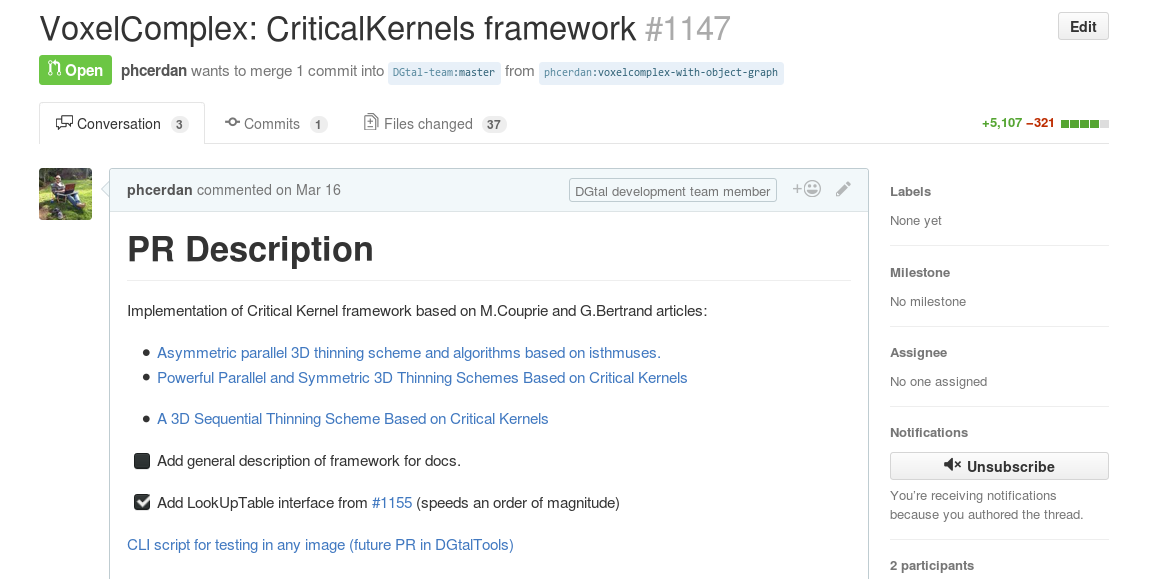 VoxelComplex: CriticalKernels framework #1147
Edit
Open phcerdan wants to merge 1 commit into DGtal-team:master from phcerdan:voxelcomplex-with-object-graph
Conversation 3 Commits 1 Files changed 37
+5,107 −321
phcerdan commented on Mar 16
DGtal development team member
PR Description
Implementation of Critical Kernel framework based on M.Couprie and G.Bertrand articles:
Asymmetric parallel 3D thinning scheme and algorithms based on isthmuses.
Powerful Parallel and Symmetric 3D Thinning Schemes Based on Critical Kernels
A 3D Sequential Thinning Scheme Based on Critical Kernels
Add general description of framework for docs.
Add LookUpTable interface from #1155 (speeds an order of magnitude)
CLI script for testing in any image (future PR in DGtalTools)
Labels
None yet
Milestone
No milestone
Assignee
No one assigned
Notifications
Unsubscribe
You're receiving notifications
because you authored the thread.
2 participants